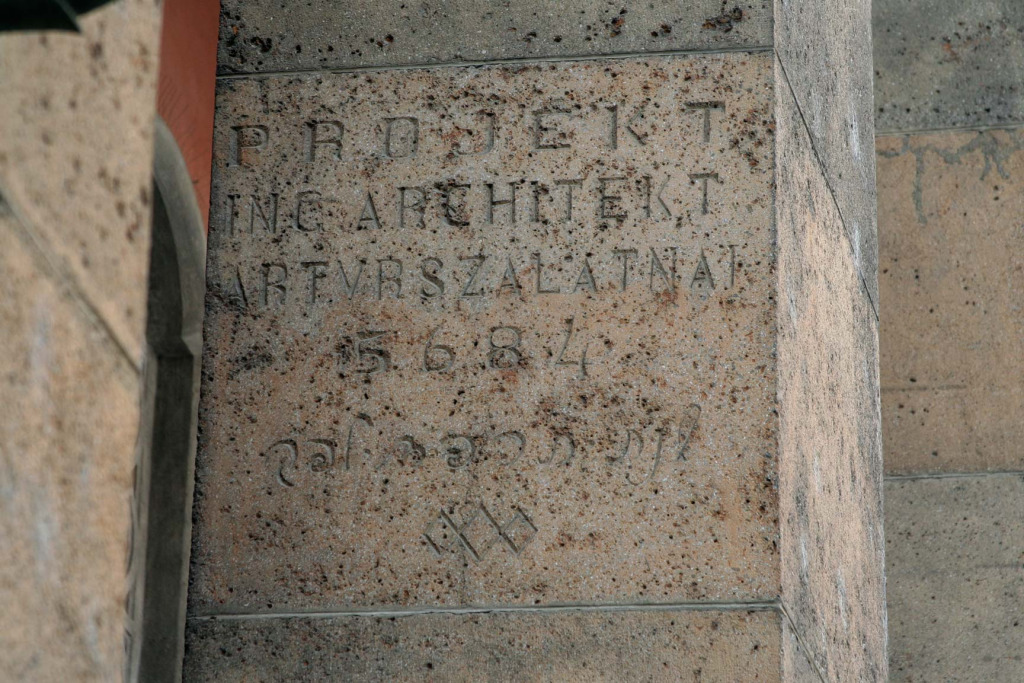 PROJEKT
ING ARCHITEKT
ARTVR SZALATNAI
5684